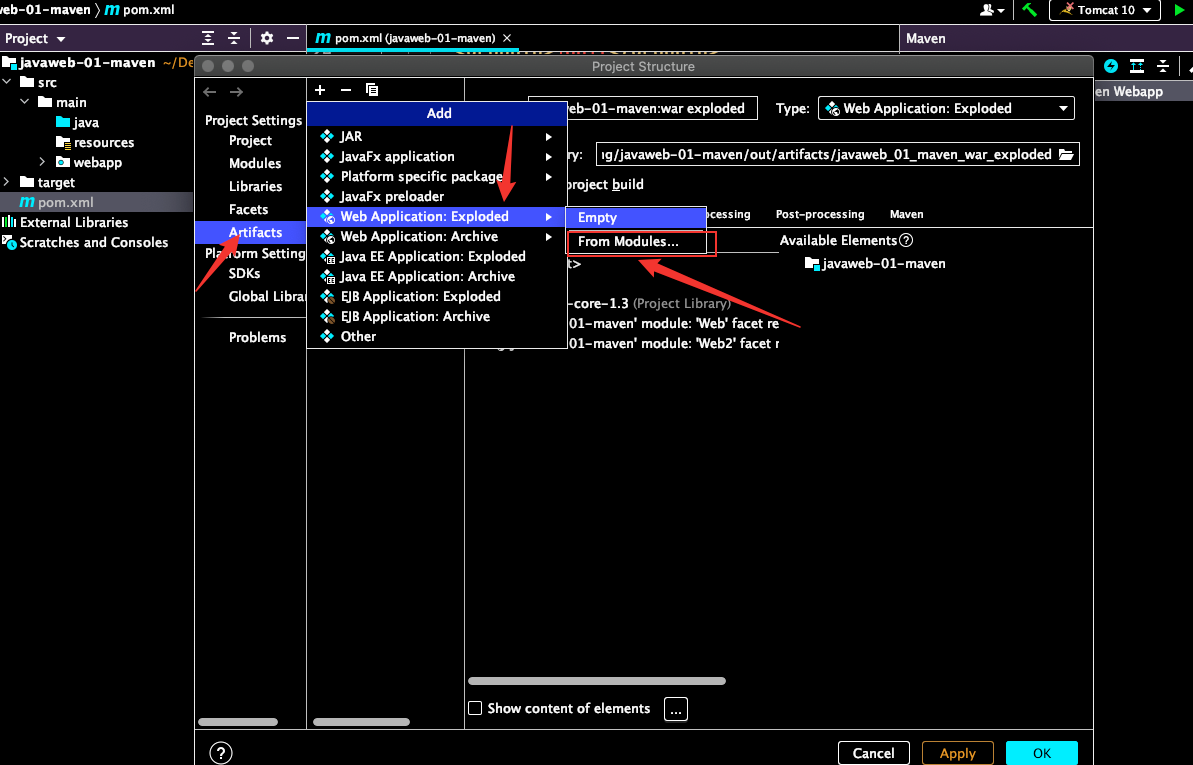 veb-01-maven 〉 m pom.xml
Tomcat 10
Project
m pom.xml (javaweb-01-maven) ×
Maven
javaweb-01-maven ~/De
src
main
java
resources
webapp
target
m pom.xml
External Libraries
Scratches and Consoles
en Webapp
Project Structure
Project Settings
Project
Modules
Libraries
Facets
Artifacts
Platform Setting
SDKs
Global Libra
Problems
Add
JAR
JavaFx application
Platform specific package
JavaFx preloader
Web Application: Exploded
Web Application: Archive
Java EE Application: Exploded
Java EE Application: Archive
EJB Application: Exploded
EJB Application: Archive
Other
Empty
From Modules...
eb-01-maven:war exploded
Type: Web Application: Exploded
ry: ıg/javaweb-01-maven/out/artifacts/javaweb_01_maven_war_exploded
project build
ocessing Post-processing Maven
Available Elements ?
javaweb-01-maven
t>
-core-1.3 (Project Library)
01-maven' module: 'Web' facet re
01-maven' module: 'Web2' facet r
Show content of elements ...
? Cancel Apply OK